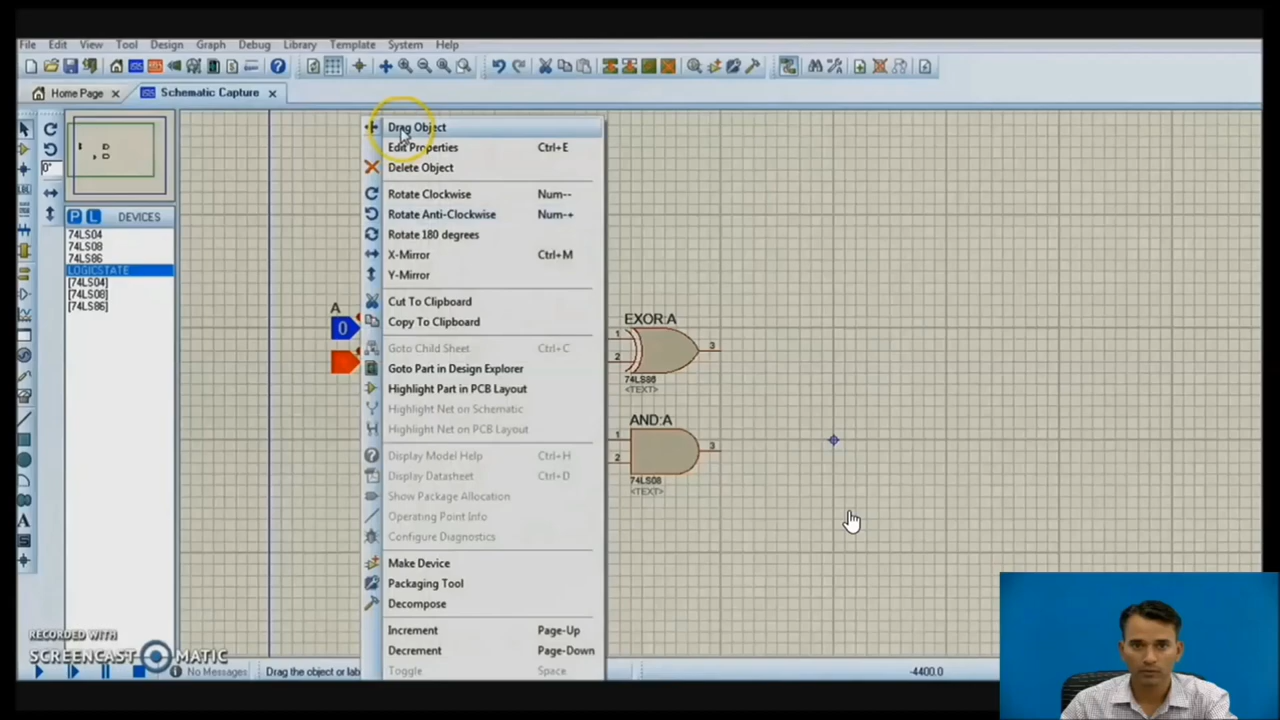 File Edit View Tool Design Graph Debug Library Template System Help
Home Page Schematic Capture
Drag Object
Edit Properties Ctrl+E
Delete Object
Rotate Clockwise Num--
Rotate Anti-Clockwise Num-+
Rotate 180 degrees
X-Mirror Ctrl+M
Y-Mirror
Cut To Clipboard
Copy To Clipboard
Goto Child Sheet Ctrl+C
Goto Part in Design Explorer
Highlight Part in PCB Layout
Highlight Net on Schematic
Highlight Net on PCB Layout
Display Model Help Ctrl+H
Display Datasheet Ctrl+D
Show Package Allocation
Operating Point Info
Configure Diagnostics
Make Device
Packaging Tool
Decompose
Increment Page-Up
Decrement Page-Down
Toggle Space
0°
P L DEVICES
74LS04
74LS08
74LS86
LOGICSTATE
[74LS04]
[74LS08]
[74LS86]
A
0
EXOR:A
1
2
3
74LS86
<TEXT>
AND:A
1
2
3
74LS08
<TEXT>
RECORDED WITH
SCREENCAST MATIC
No Messages Drag the object or lab -4400.0